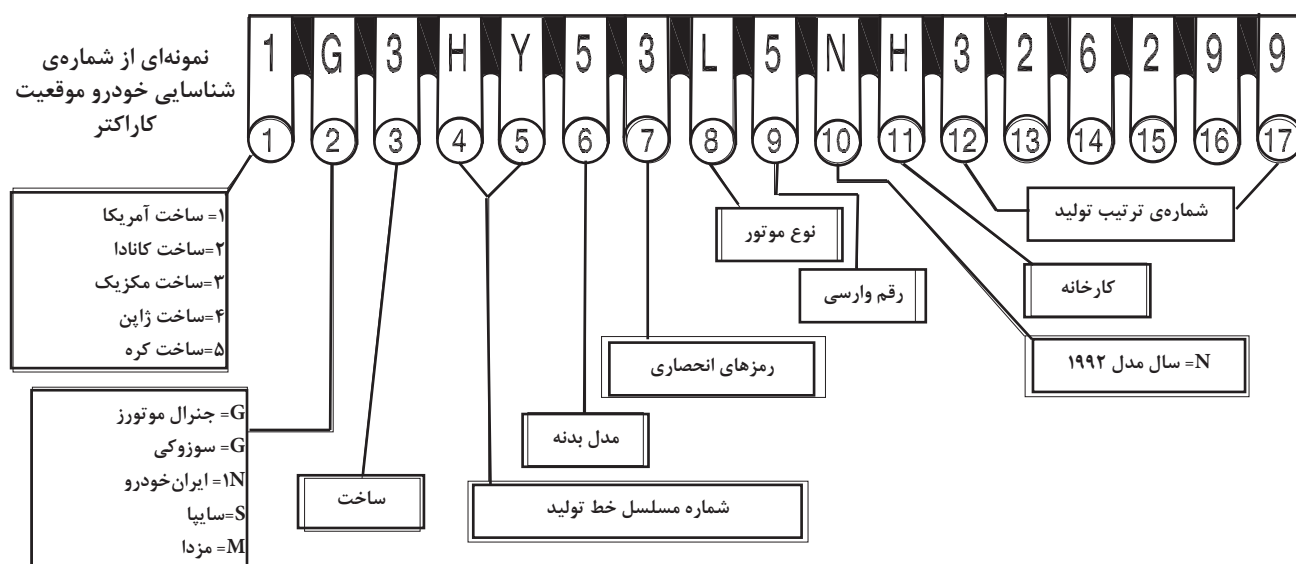 نمونه‌ای از شماره‌ی
شناسایی خودرو موقعیت
کاراکتر
1 G 3 H Y 5 3 L 5 N H 3 2 6 2 9 9
1 2 3 4 5 6 7 8 9 10 11 12 13 14 15 16 17
۱= ساخت آمریکا
۲=ساخت کانادا
۳=ساخت مکزیک
۴=ساخت ژاپن
۵=ساخت کره
G= جنرال موتورز
G= سوزوکی
۱N= ایران‌خودرو
S=سایپا
M= مزدا
ساخت
شماره مسلسل خط تولید
مدل بدنه
رمزهای انحصاری
نوع موتور
رقم وارسی
N= سال مدل ۱۹۹۲
کارخانه
شماره‌ی ترتیب تولید